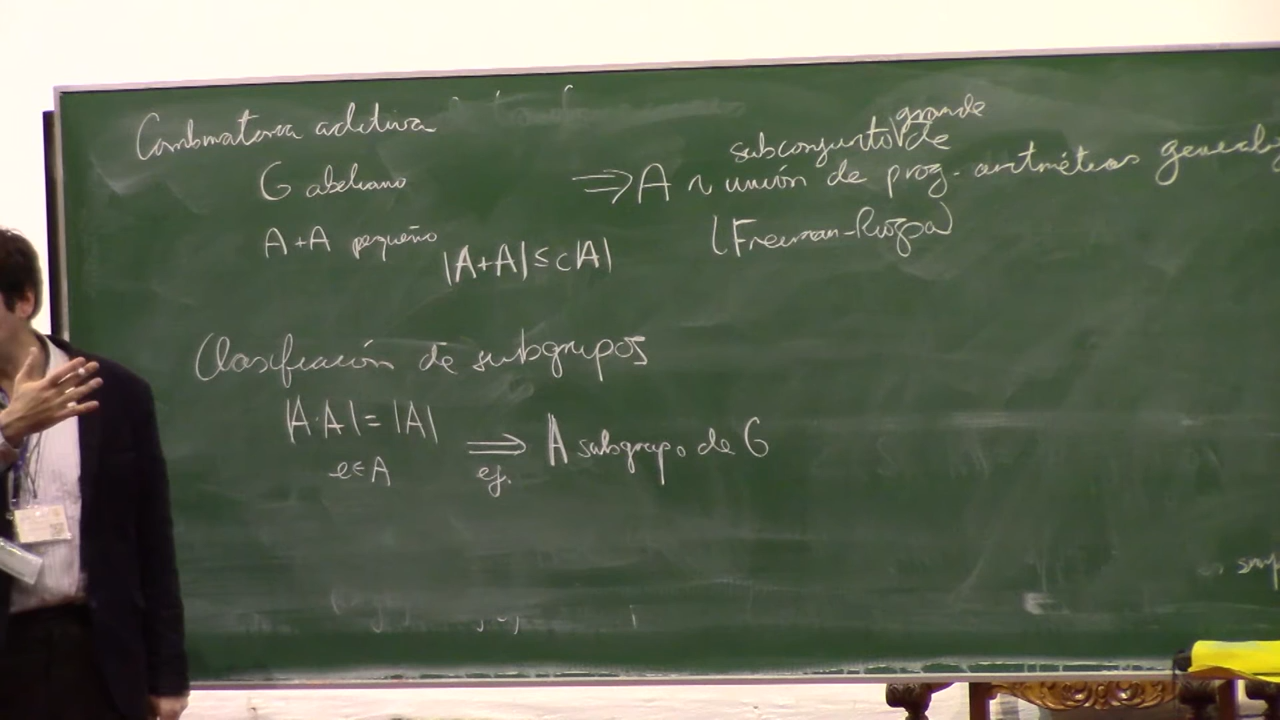 Combinatoria aditiva
G abeliano
A+A pequeño |A+A| ≤ c|A|
grande
subconjunto de
⇒ A ~ unión de prog. aritméticas
(Freiman-Ruzsa)
Clasificación de subgrupos
|A·A| = |A| ⇒ A subgrupo de G
e∈A ej.